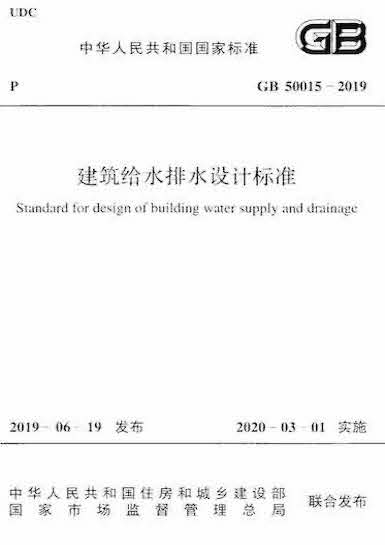 UDC
中华人民共和国国家标准
GB
P
GB 50015-2019
建筑给水排水设计标准
Standard for design of building water supply and drainage
2019-06-19 发布
2020-03-01 实施
中华人民共和国住房和城乡建设部
国家市场监督管理总局
联合发布